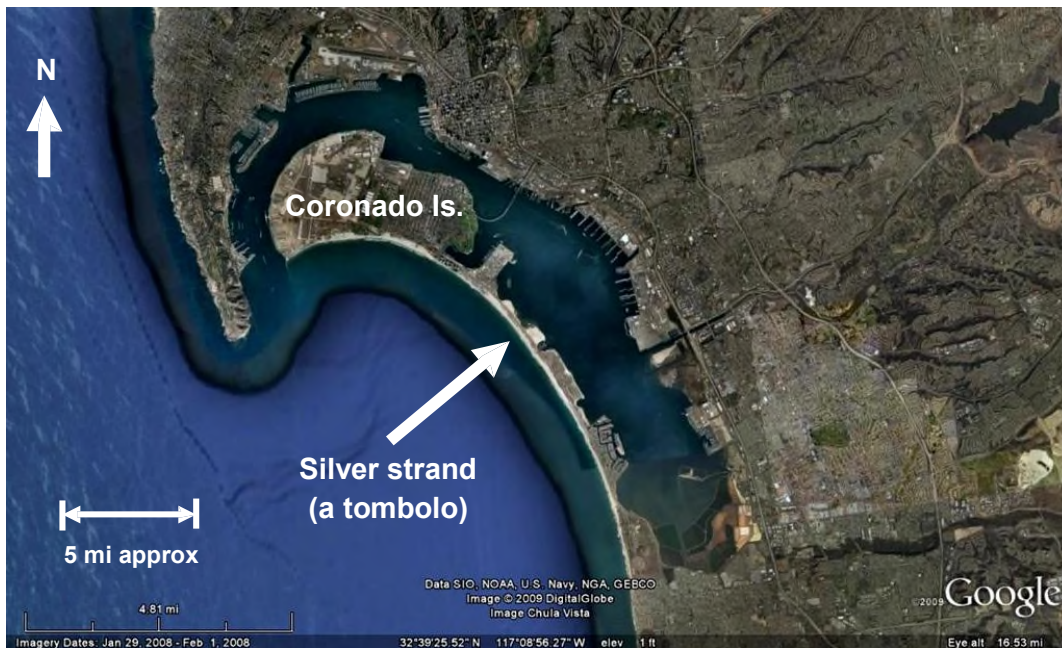 N
Coronado Is.
Silver strand
(a tombolo)
5 mi approx
Data SIO, NOAA, U.S. Navy, NGA, GEBCO
Image © 2009 DigitalGlobe
Image Chula Vista
4.81 mi
©2009 Google
Imagery Dates: Jan 29, 2008 - Feb 1, 2008
32°39'25.52" N 117°08'56.27" W elev 1 ft
Eye alt 16.53 mi